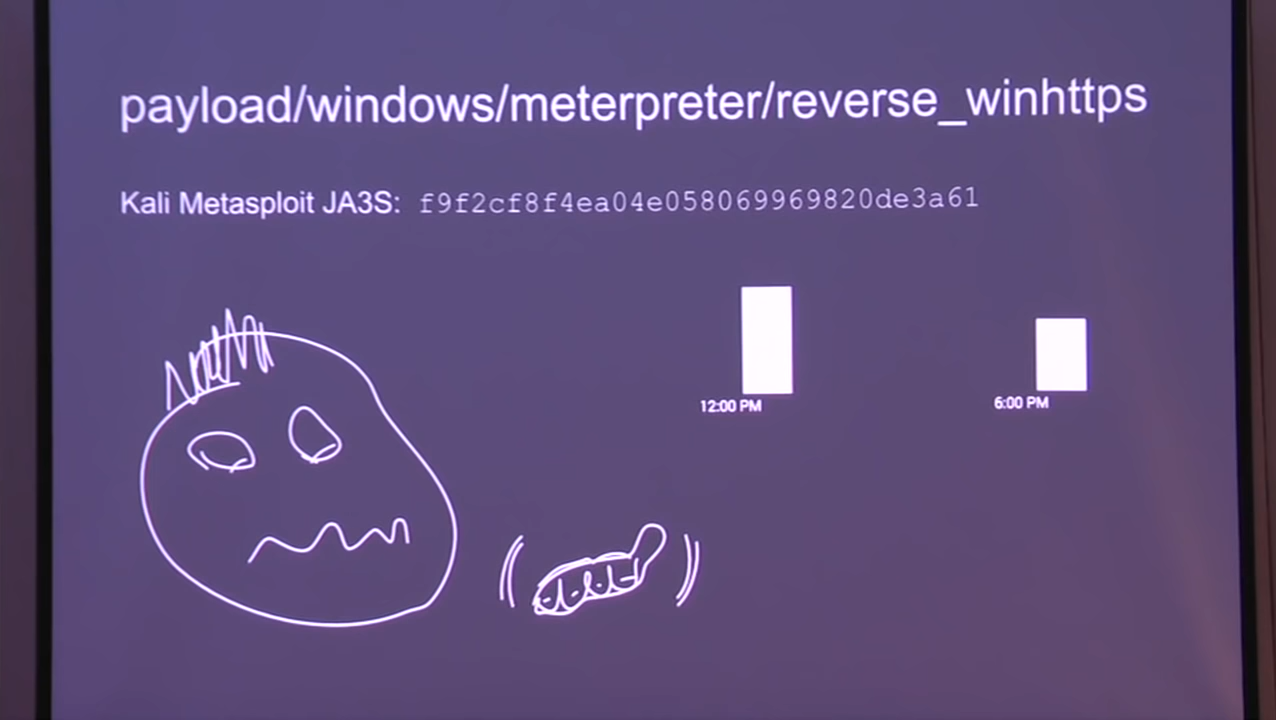 payload/windows/meterpreter/reverse_winhttps
Kali Metasploit JA3S: f9f2cf8f4ea04e058069969820de3a61
12:00 PM
6:00 PM